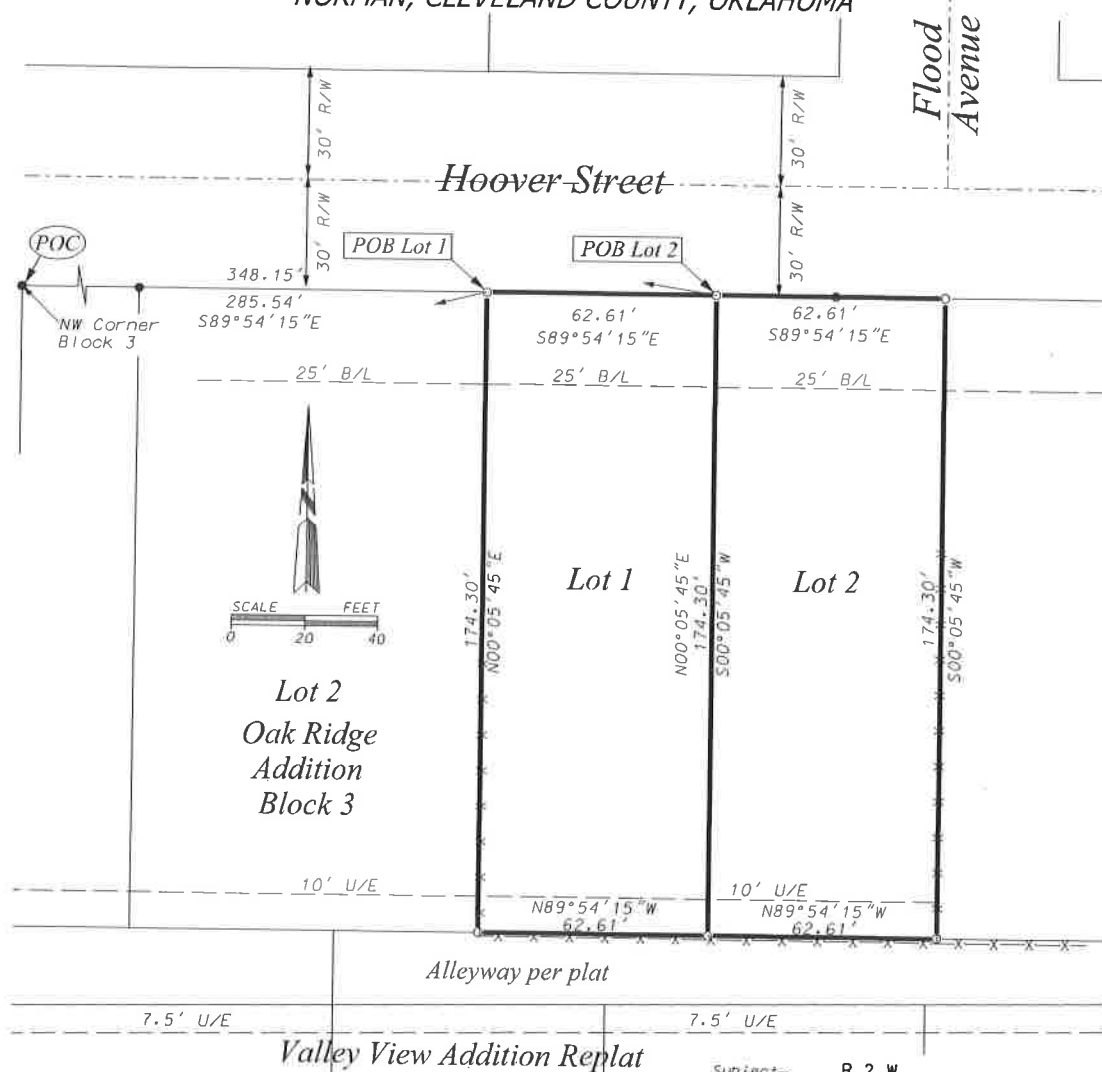 NORMAN, CLEVELAND COUNTY, OKLAHOMA
Flood
Avenue
30' R/W
30' R/W
Hoover Street
30' R/W
30' R/W
POC
POB Lot 1
POB Lot 2
348.15'
285.54'
S89°54'15"E
62.61'
S89°54'15"E
62.61'
S89°54'15"E
NW Corner
Block 3
25' B/L
25' B/L
25' B/L
N
SCALE FEET
0 20 40
174.30'
N00°05'45"E
Lot 1
N00°05'45"E
174.30'
S00°05'45"W
Lot 2
174.30'
S00°05'45"W
Lot 2
Oak Ridge
Addition
Block 3
10' U/E
10' U/E
N89°54'15"W
62.61'
N89°54'15"W
62.61'
Alleyway per plat
7.5' U/E
7.5' U/E
Valley View Addition Replat
Subject
R 2 W